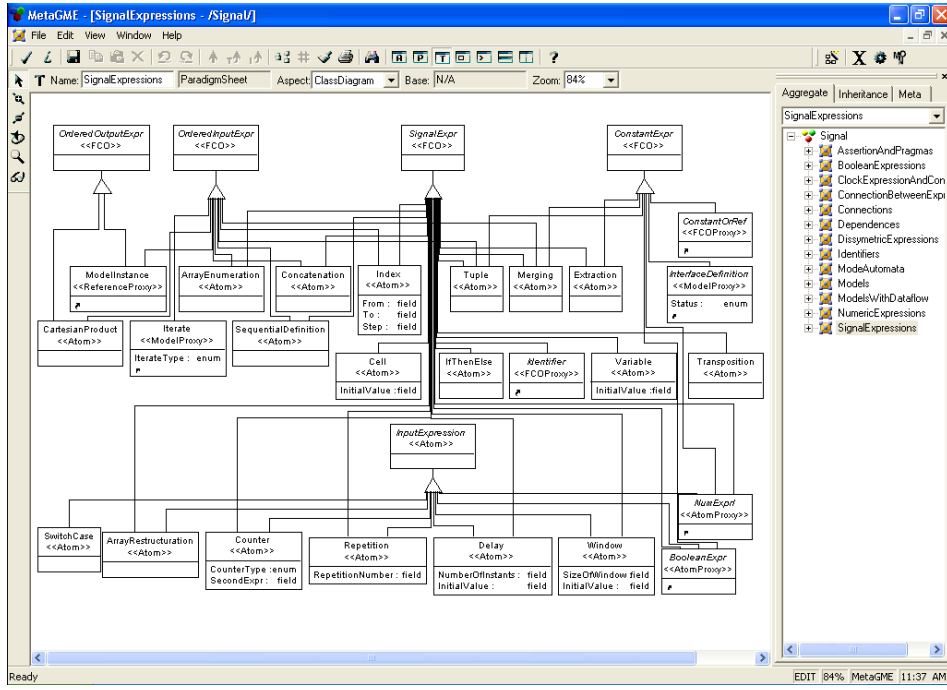 MetaGME - [SignalExpressions - /Signal/]
File Edit View Window Help
Name: SignalExpressions ParadigmSheet Aspect: ClassDiagram Base: N/A Zoom: 84%
Aggregate Inheritance Meta
SignalExpressions
Signal
AssertionAndPragmas
BooleanExpressions
ClockExpressionAndCon
ConnectionBetweenExpr
Connections
Dependences
DissymetricExpressions
Identifiers
ModeAutomata
Models
ModelsWithDataflow
NumericExpressions
SignalExpressions
OrderedOutputExpr
<<FCO>>
OrderedInputExpr
<<FCO>>
SignalExpr
<<FCO>>
ConstantExpr
<<FCO>>
ConstantOrRef
<<FCOProxy>>
ModelInstance
<<ReferenceProxy>>
ArrayEnumeration
<<Atom>>
Concatenation
<<Atom>>
Index
<<Atom>>
From : field
To : field
Step : field
Tuple
<<Atom>>
Merging
<<Atom>>
Extraction
<<Atom>>
InterfaceDefinition
<<ModelProxy>>
Status : enum
CartesianProduct
<<Atom>>
Iterate
<<ModelProxy>>
IterateType : enum
SequentialDefinition
<<Atom>>
Cell
<<Atom>>
InitialValue :field
IfThenElse
<<Atom>>
Identifier
<<FCOProxy>>
Variable
<<Atom>>
InitialValue :field
Transposition
<<Atom>>
InputExpression
<<Atom>>
NumExprl
<<AtomProxy>>
SwitchCase
<<Atom>>
ArrayRestructuration
<<Atom>>
Counter
<<Atom>>
CounterType :enum
SecondExpr : field
Repetition
<<Atom>>
RepetitionNumber : field
Delay
<<Atom>>
NumberOfInstants : field
InitialValue : field
Window
<<Atom>>
SizeOfWindow :field
InitialValue : field
BooleanExpr
<<AtomProxy>>
Ready
EDIT 84% MetaGME 11:37 AM